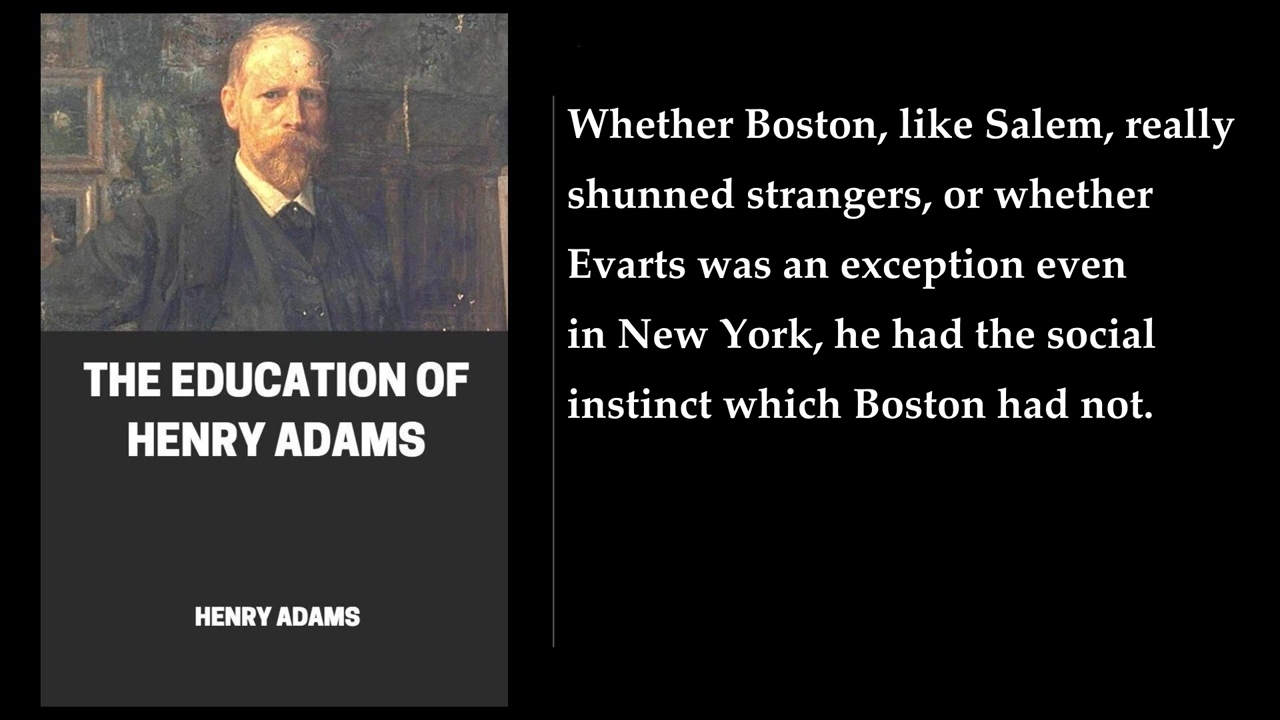 THE EDUCATION OF
HENRY ADAMS
HENRY ADAMS
Whether Boston, like Salem, really
shunned strangers, or whether
Evarts was an exception even
in New York, he had the social
instinct which Boston had not.